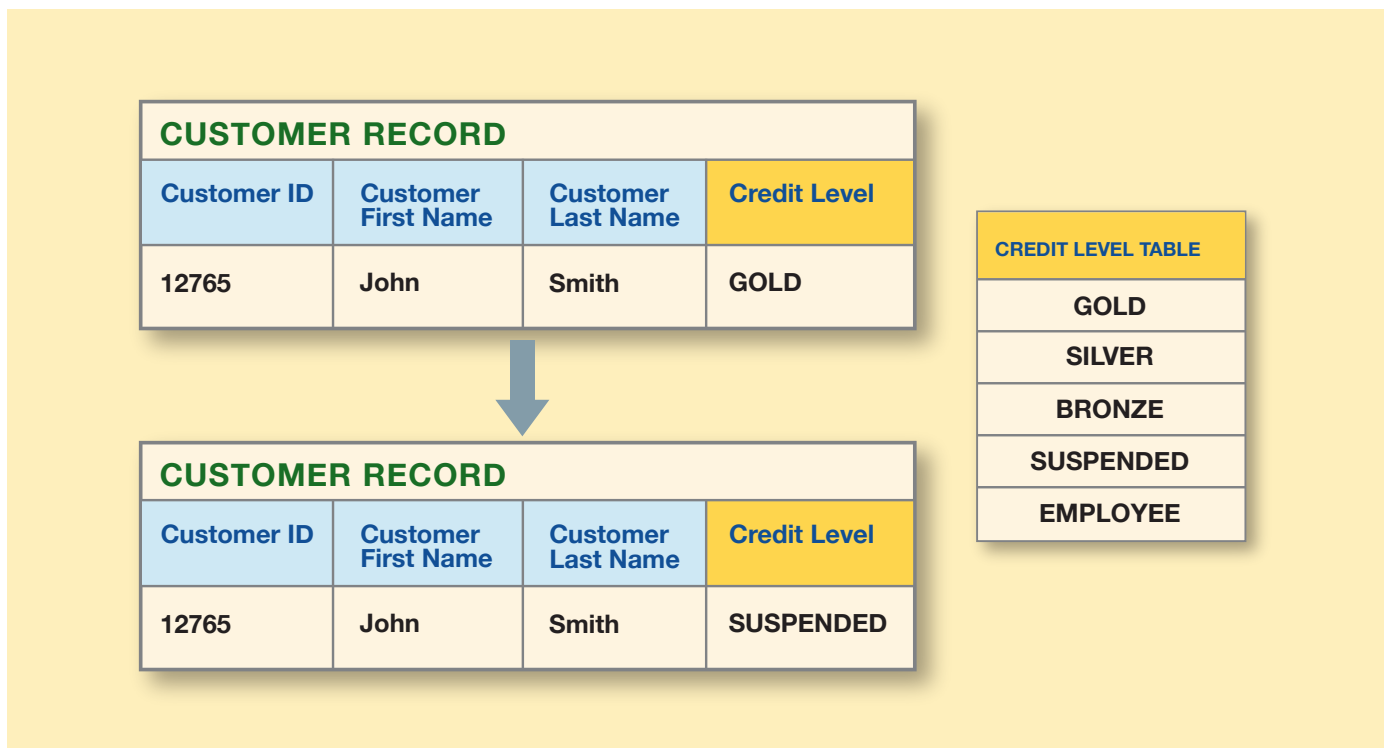 CUSTOMER RECORD
Customer ID
Customer
First Name
Customer
Last Name
Credit Level
12765
John
Smith
GOLD
CUSTOMER RECORD
Customer ID
Customer
First Name
Customer
Last Name
Credit Level
12765
John
Smith
SUSPENDED
CREDIT LEVEL TABLE
GOLD
SILVER
BRONZE
SUSPENDED
EMPLOYEE